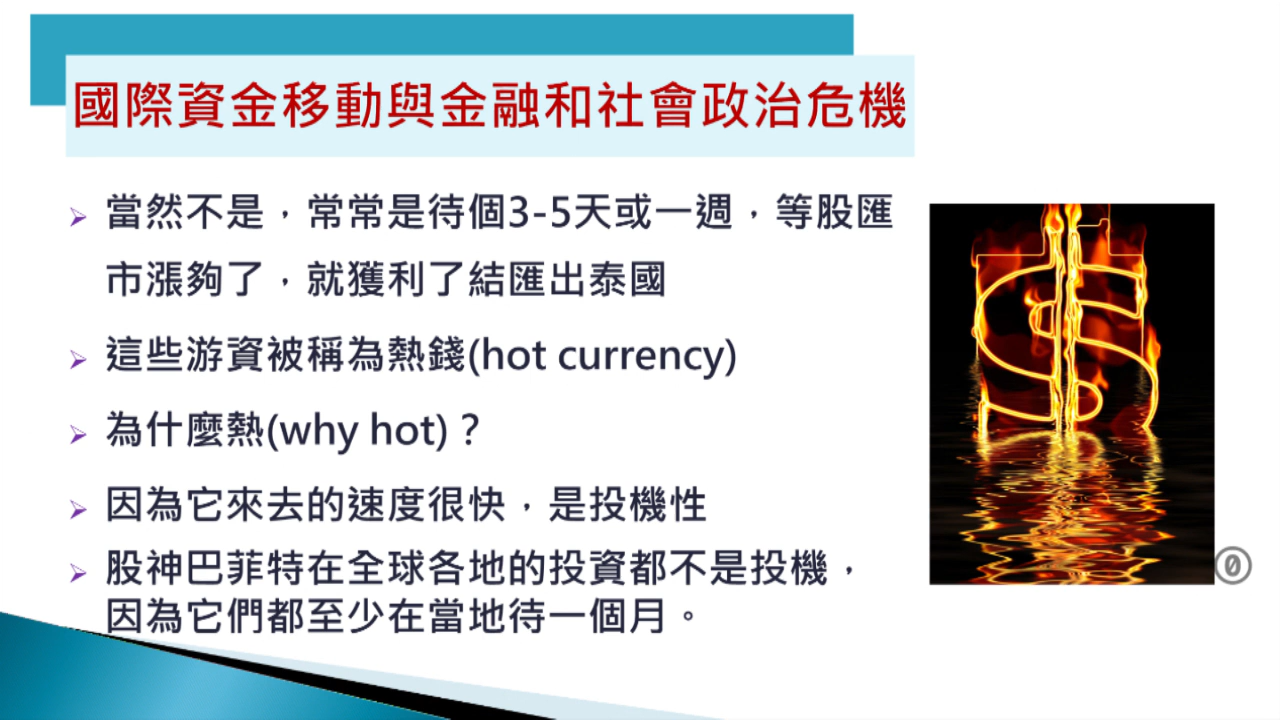 國際資金移動與金融和社會政治危機
當然不是，常常是待個3-5天或一週，等股匯
市漲夠了，就獲利了結匯出泰國
這些游資被稱為熱錢(hot currency)
為什麼熱(why hot)？
因為它來去的速度很快，是投機性
股神巴菲特在全球各地的投資都不是投機，
因為它們都至少在當地待一個月。